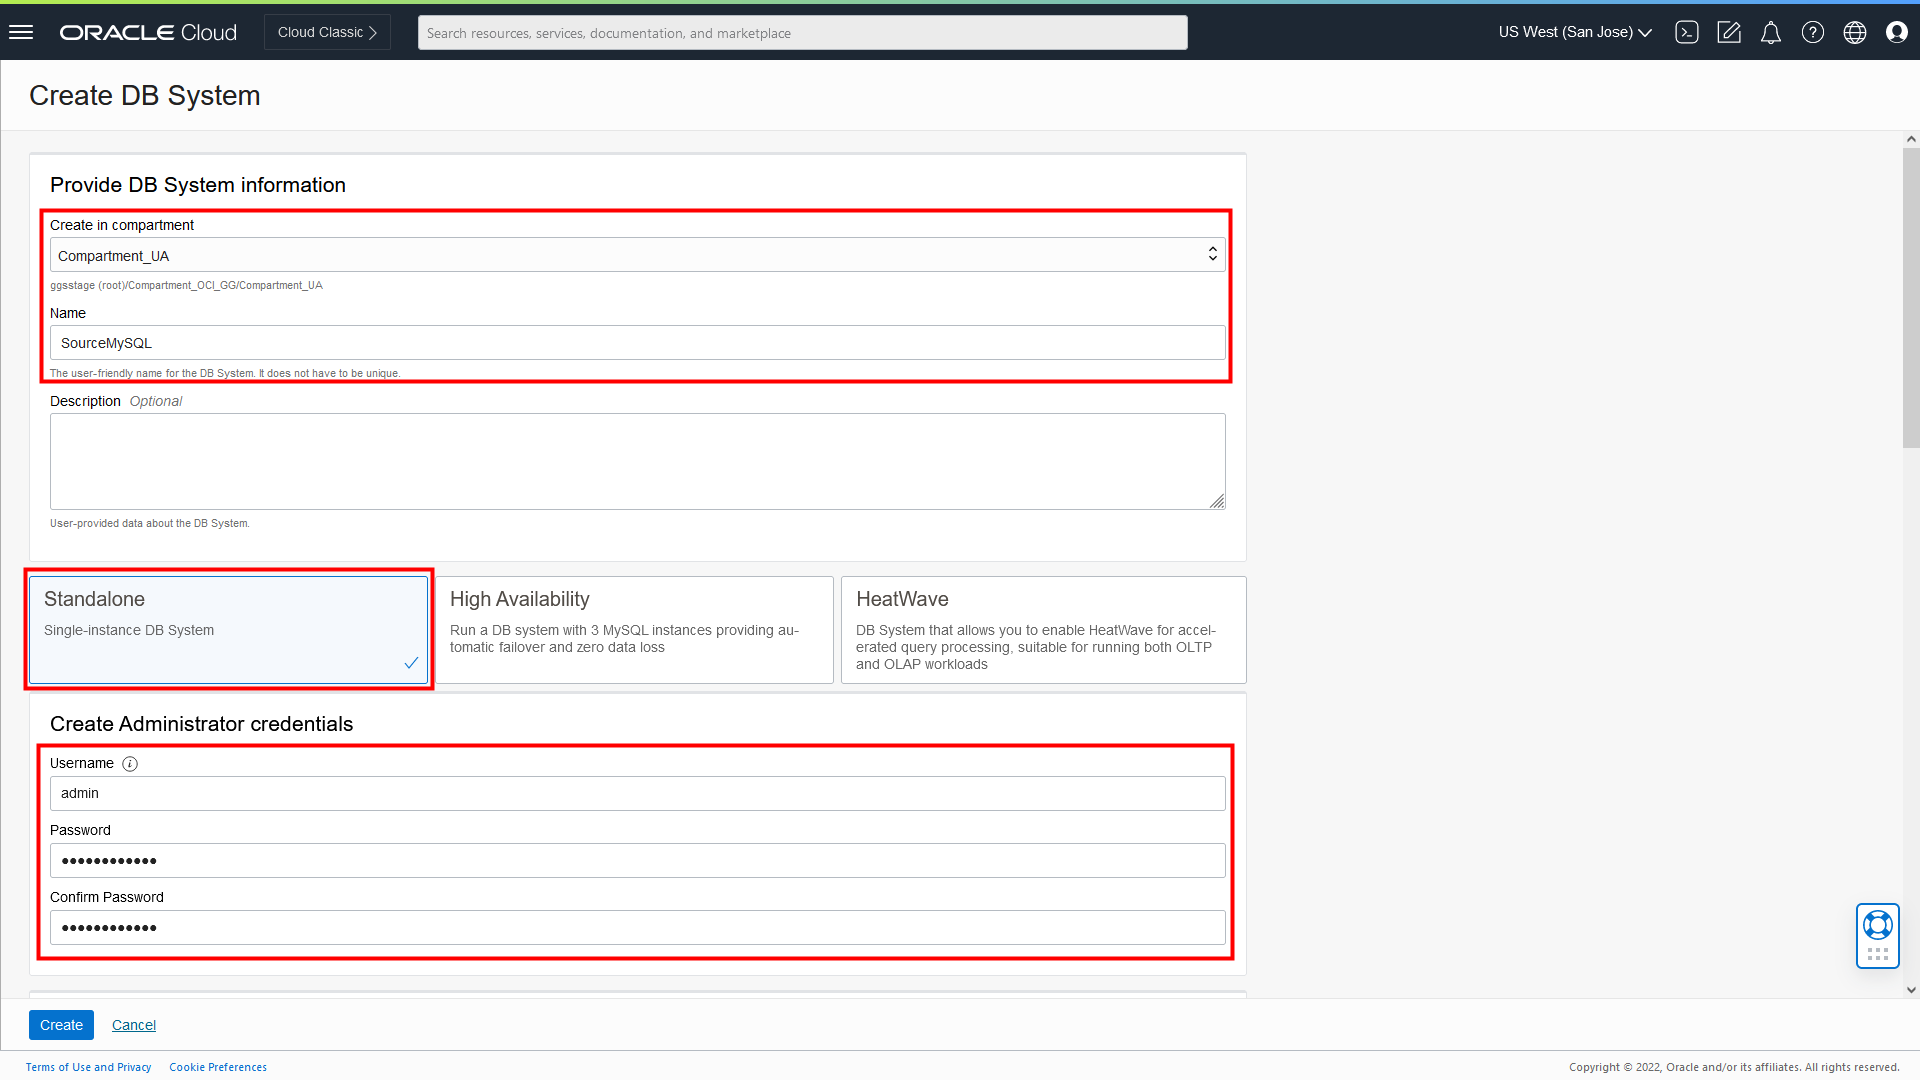 ORACLE Cloud
Cloud Classic
Search resources, services, documentation, and marketplace
US West (San Jose)
Create DB System
Provide DB System information
Create in compartment
Compartment_UA
ggsstage (root)/Compartment_OCI_GG/Compartment_UA
Name
SourceMySQL
The user-friendly name for the DB System. It does not have to be unique.
Description Optional
User-provided data about the DB System.
Standalone
Single-instance DB System
High Availability
Run a DB system with 3 MySQL instances providing au-
tomatic failover and zero data loss
HeatWave
DB System that allows you to enable HeatWave for accel-
erated query processing, suitable for running both OLTP
and OLAP workloads
Create Administrator credentials
Username
admin
Password
••••••••••••
Confirm Password
••••••••••••
Create
Cancel
Terms of Use and Privacy
Cookie Preferences
Copyright © 2022, Oracle and/or its affiliates. All rights reserved.